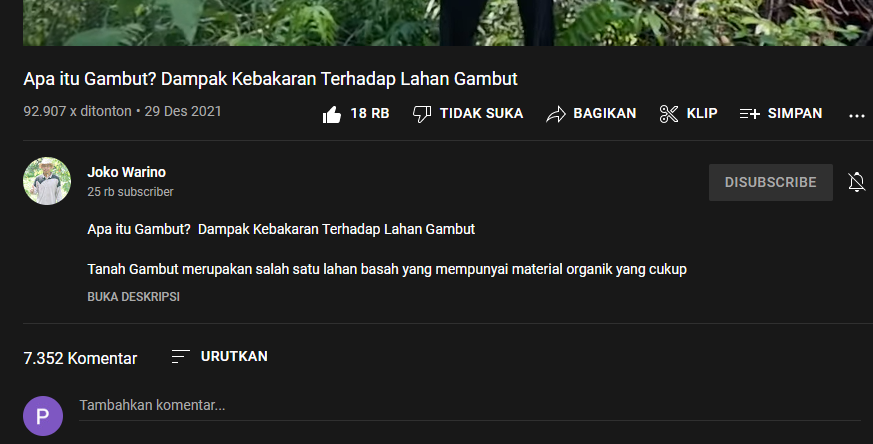 Apa itu Gambut? Dampak Kebakaran Terhadap Lahan Gambut
92.907 x ditonton • 29 Des 2021
18 RB TIDAK SUKA BAGIKAN KLIP SIMPAN
Joko Warino
25 rb subscriber
DISUBSCRIBE
Apa itu Gambut?  Dampak Kebakaran Terhadap Lahan Gambut
Tanah Gambut merupakan salah satu lahan basah yang mempunyai material organik yang cukup
BUKA DESKRIPSI
7.352 Komentar URUTKAN
P Tambahkan komentar...